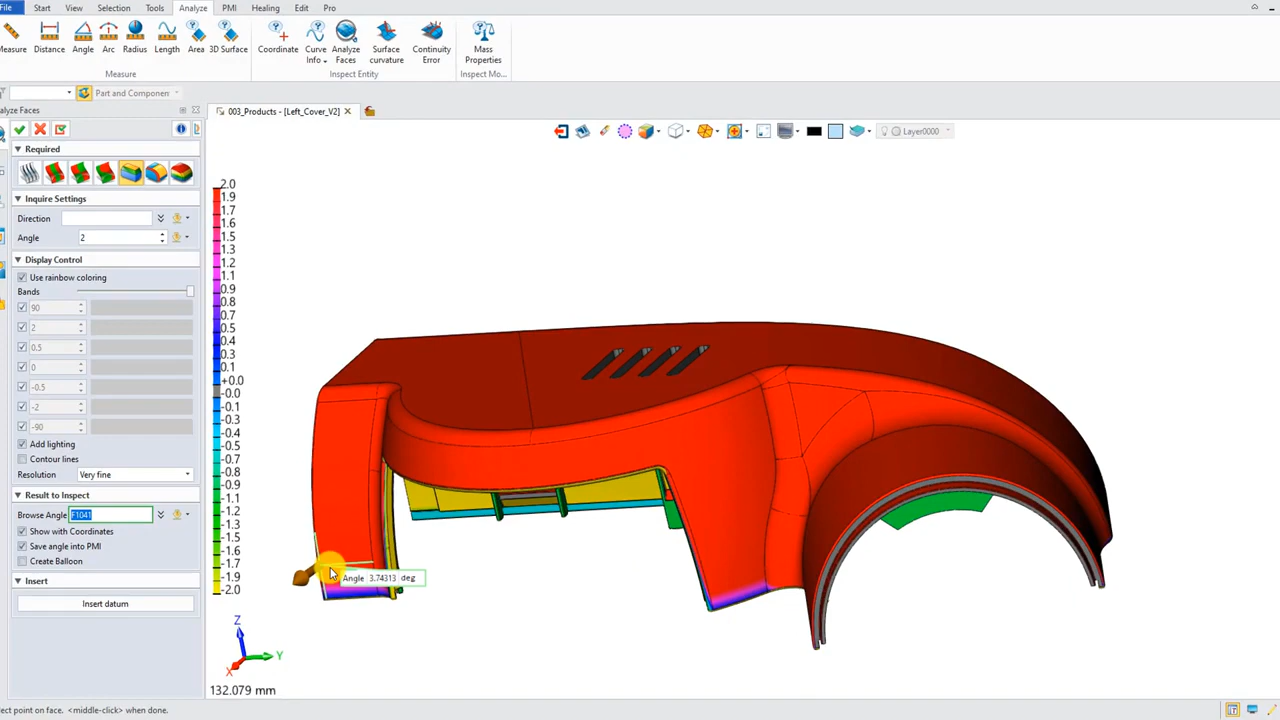 File Start View Selection Tools Analyze PMI Healing Edit Pro
Measure Distance Angle Arc Radius Length Area 3D Surface Coordinate Curve Info Analyze Faces Surface curvature Continuity Error Mass Properties
Measure Inspect Entity Inspect Mo...
Part and Componen
Analyze Faces
003_Products - [Left_Cover_V2]
Layer0000
Required
Inquire Settings
Direction
Angle 2
Display Control
Use rainbow coloring
Bands
90
2
0.5
0
-0.5
-2
-90
Add lighting
Contour lines
Resolution Very fine
Result to Inspect
Browse Angle F1041
Show with Coordinates
Save angle into PMI
Create Balloon
Insert
Insert datum
2.0
1.9
1.7
1.6
1.5
1.3
1.2
1.1
0.9
0.8
0.7
0.5
0.4
0.3
0.1
+0.0
-0.0
-0.1
-0.3
-0.4
-0.5
-0.7
-0.8
-0.9
-1.1
-1.2
-1.3
-1.5
-1.6
-1.7
-1.9
-2.0
Angle 3.74313 deg
Z
Y
X
132.079 mm
Select point on face. <middle-click> when done.